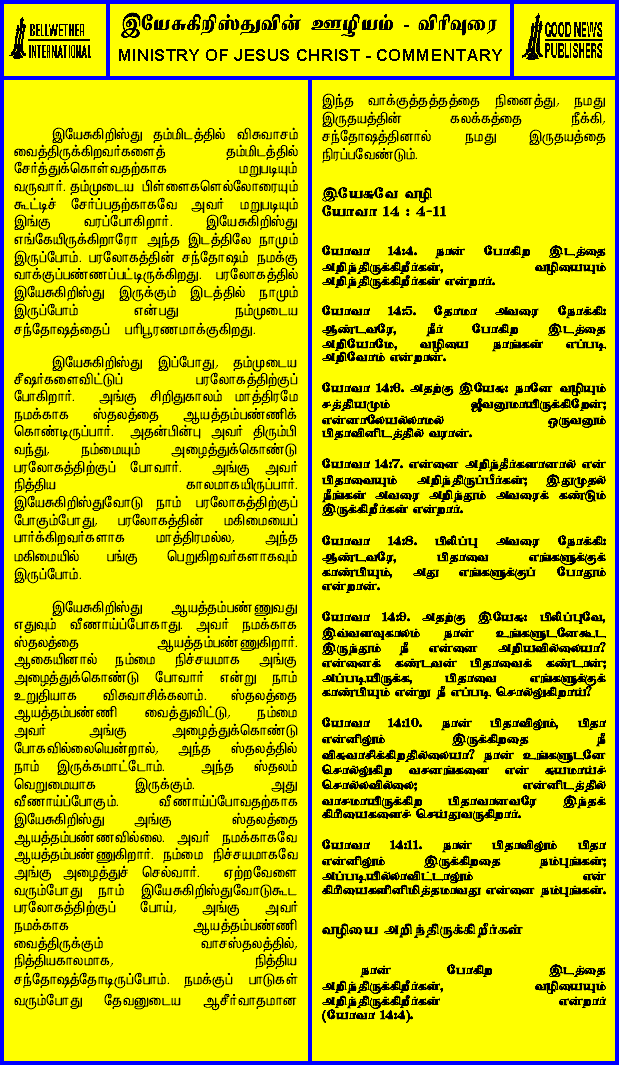 BELLWETHER
INTERNATIONAL
இயேசுகிறிஸ்துவின் ஊழியம் - விரிவுரை
MINISTRY OF JESUS CHRIST - COMMENTARY
GOOD NEWS
PUBLISHERS
இயேசுகிறிஸ்து தம்மிடத்தில் விசுவாசம்
வைத்திருக்கிறவர்களைத் தம்மிடத்தில்
சேர்த்துக்கொள்வதற்காக மறுபடியும்
வருவார். தம்முடைய பிள்ளைகளெல்லோரையும்
கூட்டிச் சேர்ப்பதற்காகவே அவர் மறுபடியும்
இங்கு வரப்போகிறார். இயேசுகிறிஸ்து
எங்கேயிருக்கிறாரோ அந்த இடத்திலே நாமும்
இருப்போம். பரலோகத்தின் சந்தோஷம் நமக்கு
வாக்குப்பண்ணப்பட்டிருக்கிறது. பரலோகத்தில்
இயேசுகிறிஸ்து இருக்கும் இடத்தில் நாமும்
இருப்போம் என்பது நம்முடைய
சந்தோஷத்தைப் பரிபூரணமாக்குகிறது.
இயேசுகிறிஸ்து இப்போது, தம்முடைய
சீஷர்களைவிட்டுப் பரலோகத்திற்குப்
போகிறார். அங்கு சிறிதுகாலம் மாத்திரமே
நமக்காக ஸ்தலத்தை ஆயத்தம்பண்ணிக்
கொண்டிருப்பார். அதன்பின்பு அவர் திரும்பி
வந்து, நம்மையும் அழைத்துக்கொண்டு
பரலோகத்திற்குப் போவார். அங்கு அவர்
நித்திய காலமாகயிருப்பார்.
இயேசுகிறிஸ்துவோடு நாம் பரலோகத்திற்குப்
போகும்போது, பரலோகத்தின் மகிமையைப்
பார்க்கிறவர்களாக மாத்திரமல்ல, அந்த
மகிமையில் பங்கு பெறுகிறவர்களாகவும்
இருப்போம்.
இயேசுகிறிஸ்து ஆயத்தம்பண்ணுவது
எதுவும் வீணாய்ப்போகாது. அவர் நமக்காக
ஸ்தலத்தை ஆயத்தம்பண்ணுகிறார்.
ஆகையினால் நம்மை நிச்சயமாக அங்கு
அழைத்துக்கொண்டு போவார் என்று நாம்
உறுதியாக விசுவாசிக்கலாம். ஸ்தலத்தை
ஆயத்தம்பண்ணி வைத்துவிட்டு, நம்மை
அவர் அங்கு அழைத்துக்கொண்டு
போகவில்லையென்றால், அந்த ஸ்தலத்தில்
நாம் இருக்கமாட்டோம். அந்த ஸ்தலம்
வெறுமையாக இருக்கும். அது
வீணாய்ப்போகும். வீணாய்ப்போவதற்காக
இயேசுகிறிஸ்து அங்கு ஸ்தலத்தை
ஆயத்தம்பண்ணவில்லை. அவர் நமக்காகவே
ஆயத்தம்பண்ணுகிறார். நம்மை நிச்சயமாகவே
அங்கு அழைத்துச் செல்வார். ஏற்றவேளை
வரும்போது நாம் இயேசுகிறிஸ்துவோடுகூட
பரலோகத்திற்குப் போய், அங்கு அவர்
நமக்காக ஆயத்தம்பண்ணி
வைத்திருக்கும் வாசஸ்தலத்தில்,
நித்தியகாலமாக, நித்திய
சந்தோஷத்தோடிருப்போம். நமக்குப் பாடுகள்
வரும்போது தேவனுடைய ஆசீர்வாதமான
இந்த வாக்குத்தத்தத்தை நினைத்து, நமது
இருதயத்தின் கலக்கத்தை நீக்கி,
சந்தோஷத்தினால் நமது இருதயத்தை
நிரப்பவேண்டும்.
இயேசுவே வழி
யோவா 14 : 4-11
யோவா 14:4. நான் போகிற இடத்தை
அறிந்திருக்கிறீர்கள், வழியையும்
அறிந்திருக்கிறீர்கள் என்றார்.
யோவா 14:5. தோமா அவரை நோக்கி:
ஆண்டவரே, நீர் போகிற இடத்தை
அறியோமே, வழியை நாங்கள் எப்படி
அறிவோம் என்றான்.
யோவா 14:6. அதற்கு இயேசு: நானே வழியும்
சத்தியமும் ஜீவனுமாயிருக்கிறேன்;
என்னாலேயல்லாமல் ஒருவனும்
பிதாவினிடத்தில் வரான்.
யோவா 14:7. என்னை அறிந்தீர்களானால் என்
பிதாவையும் அறிந்திருப்பீர்கள்; இதுமுதல்
நீங்கள் அவரை அறிந்தும் அவரைக் கண்டும்
இருக்கிறீர்கள் என்றார்.
யோவா 14:8. பிலிப்பு அவரை நோக்கி:
ஆண்டவரே, பிதாவை எங்களுக்குக்
காண்பியும், அது எங்களுக்குப் போதும்
என்றான்.
யோவா 14:9. அதற்கு இயேசு: பிலிப்புவே,
இவ்வளவுகாலம் நான் உங்களுடனேகூட
இருந்தும் நீ என்னை அறியவில்லையா?
என்னைக் கண்டவன் பிதாவைக் கண்டான்;
அப்படியிருக்க, பிதாவை எங்களுக்குக்
காண்பியும் என்று நீ எப்படி சொல்லுகிறாய்?
யோவா 14:10. நான் பிதாவிலும், பிதா
என்னிலும் இருக்கிறதை நீ
விசுவாசிக்கிறதில்லையா? நான் உங்களுடனே
சொல்லுகிற வசனங்களை என் சுயமாய்ச்
சொல்லவில்லை; என்னிடத்தில்
வாசமாயிருக்கிற பிதாவானவரே இந்தக்
கிரியைகளைச் செய்துவருகிறார்.
யோவா 14:11. நான் பிதாவிலும் பிதா
என்னிலும் இருக்கிறதை நம்புங்கள்;
அப்படியில்லாவிட்டாலும் என்
கிரியைகளினிமித்தமாவது என்னை நம்புங்கள்.
வழியை அறிந்திருக்கிறீர்கள்
நான் போகிற இடத்தை
அறிந்திருக்கிறீர்கள், வழியையும்
அறிந்திருக்கிறீர்கள் என்றார்
(யோவா 14:4).